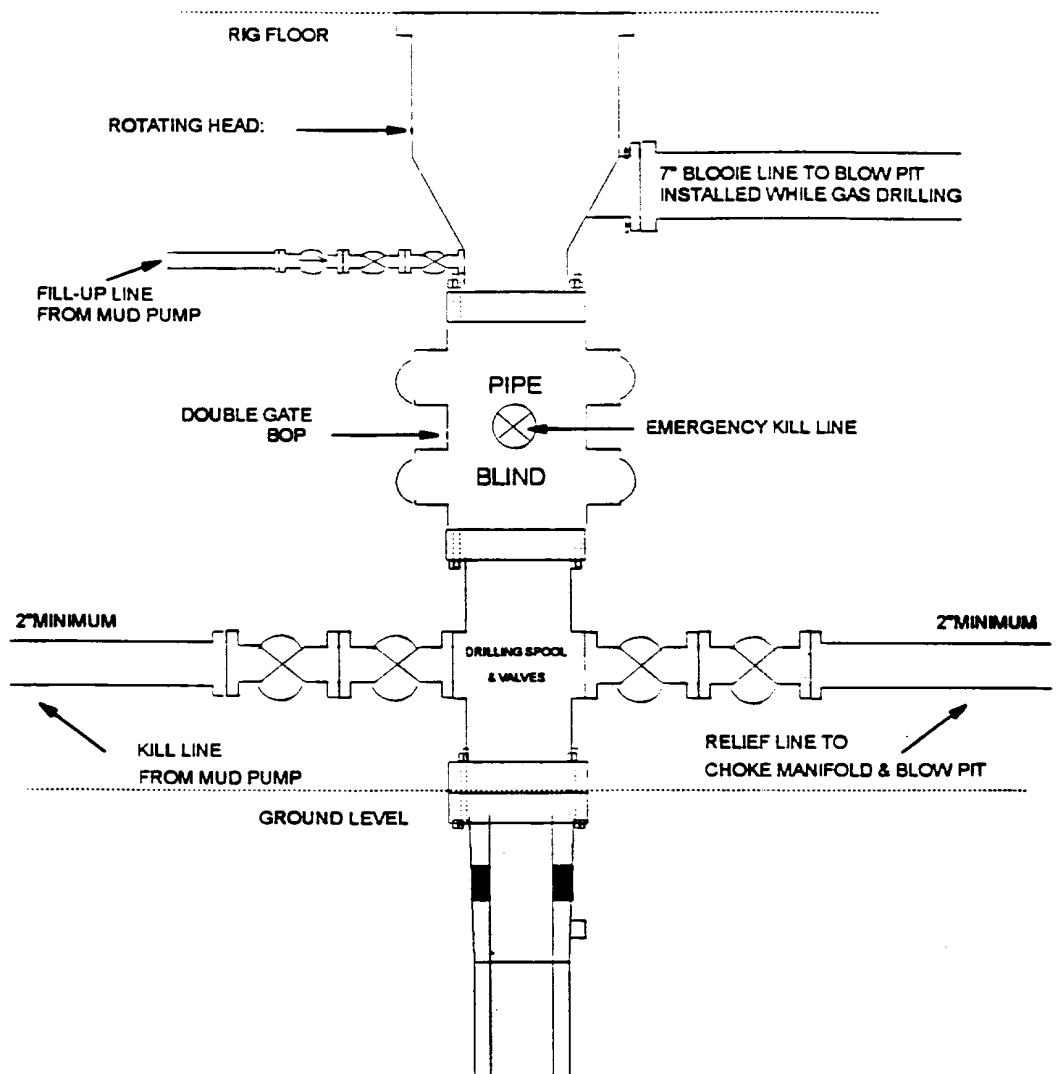 RIG FLOOR
ROTATING HEAD:
7" BLOOIE LINE TO BLOW PIT
INSTALLED WHILE GAS DRILLING
FILL-UP LINE
FROM MUD PUMP
PIPE
DOUBLE GATE
BOP
EMERGENCY KILL LINE
BLIND
2"MINIMUM
2"MINIMUM
DRILLING SPOOL
& VALVES
KILL LINE
FROM MUD PUMP
RELIEF LINE TO
CHOKE MANIFOLD & BLOW PIT
GROUND LEVEL